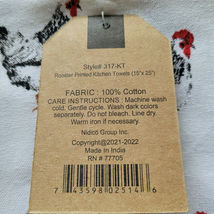 Style# 317-KT
Rooster Printed Kitchen Towels (15"x 25")
FABRIC : 100% Cotton
CARE INSTRUCTIONS : Machine wash
cold. Gentle cycle. Wash dark colors
separately. Do not bleach. Line dry.
Warm iron if necessary.
Nidico Group Inc.
Copyright @2021-2022
Made In India
RN # 77705
7 43598 02514 6